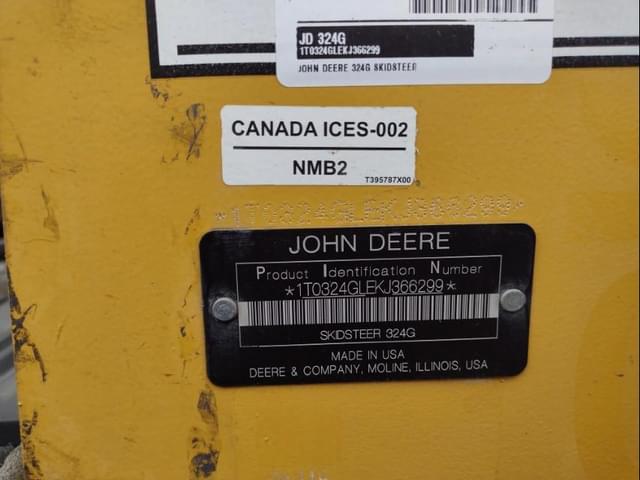 JD 324G
1T0324GLEKJ366299
JOHN DEERE 324G SKIDSTEER
CANADA ICES-002
NMB2
T395787X00
*1T0324GLEKJ366299*
JOHN DEERE
Product Identification Number
*1T0324GLEKJ366299*
SKIDSTEER 324G
MADE IN USA
DEERE & COMPANY, MOLINE, ILLINOIS, USA